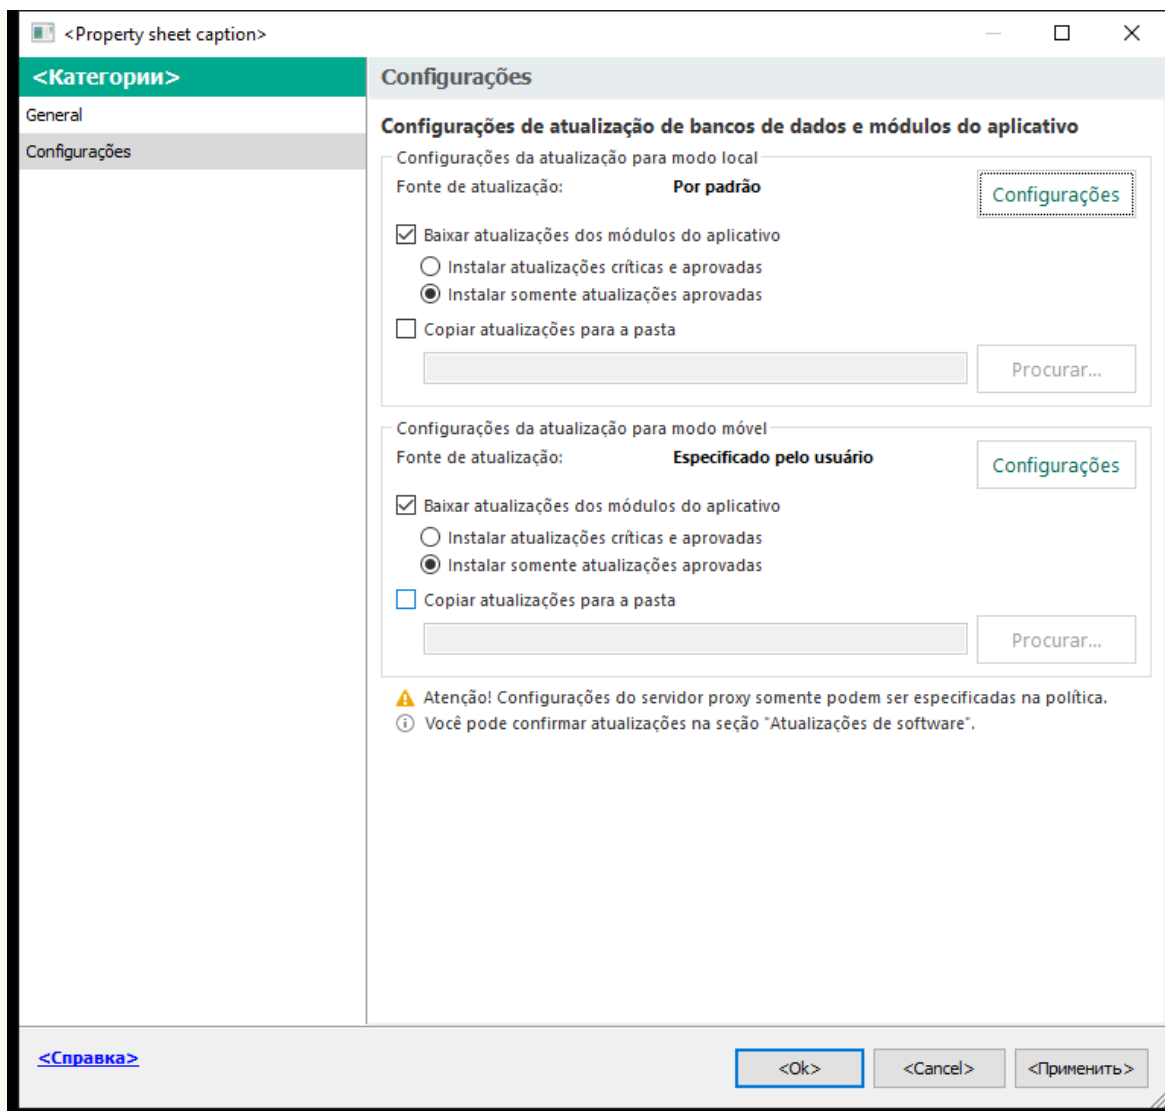 <Property sheet caption>
<Категории>
General
Configurações
Configurações
Configurações de atualização de bancos de dados e módulos do aplicativo
Configurações da atualização para modo local
Fonte de atualização: Por padrão
Configurações
Baixar atualizações dos módulos do aplicativo
Instalar atualizações críticas e aprovadas
Instalar somente atualizações aprovadas
Copiar atualizações para a pasta
Procurar...
Configurações da atualização para modo móvel
Fonte de atualização: Especificado pelo usuário
Configurações
Baixar atualizações dos módulos do aplicativo
Instalar atualizações críticas e aprovadas
Instalar somente atualizações aprovadas
Copiar atualizações para a pasta
Procurar...
Atenção! Configurações do servidor proxy somente podem ser especificadas na política.
Você pode confirmar atualizações na seção "Atualizações de software".
<Справка>
<Ok> <Cancel> <Применить>